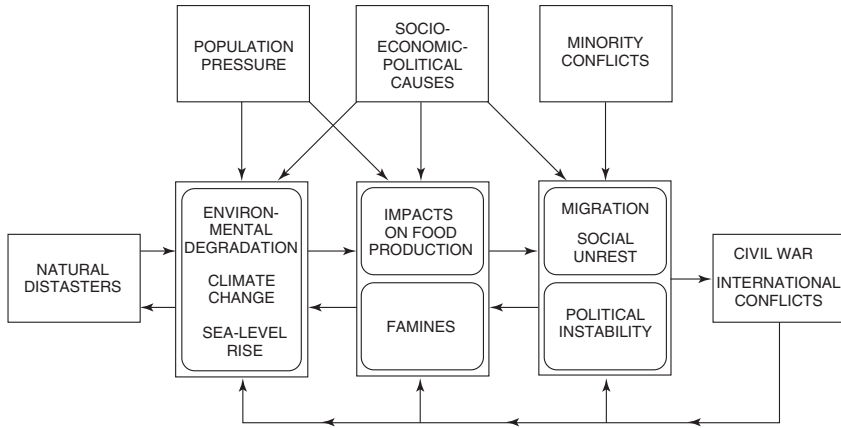 POPULATION
PRESSURE
SOCIO-
ECONOMIC-
POLITICAL
CAUSES
MINORITY
CONFLICTS
NATURAL
DISTASTERS
ENVIRON-
MENTAL
DEGRADATION
CLIMATE
CHANGE
SEA-LEVEL
RISE
IMPACTS
ON FOOD
PRODUCTION
FAMINES
MIGRATION
SOCIAL
UNREST
POLITICAL
INSTABILITY
CIVIL WAR
INTERNATIONAL
CONFLICTS